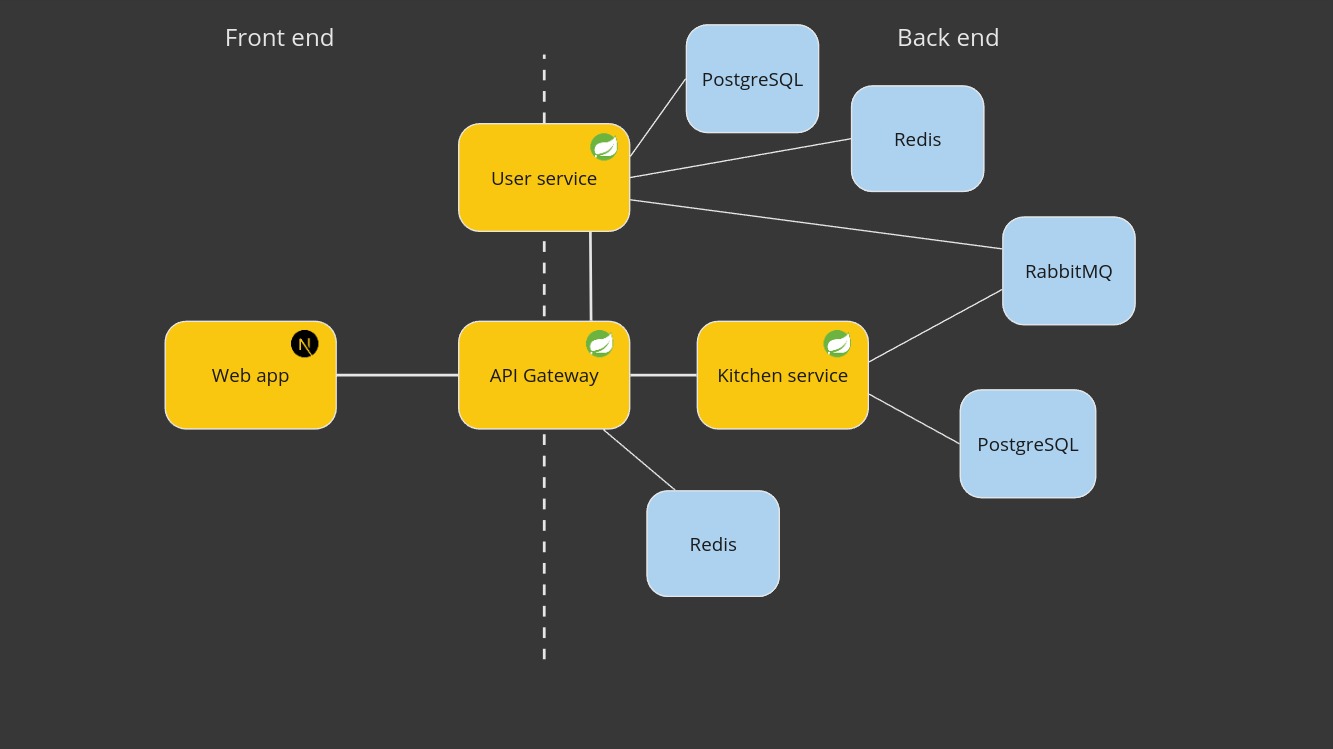 Front end
Back end
PostgreSQL
Redis
User service
RabbitMQ
N
Web app
API Gateway
Kitchen service
PostgreSQL
Redis